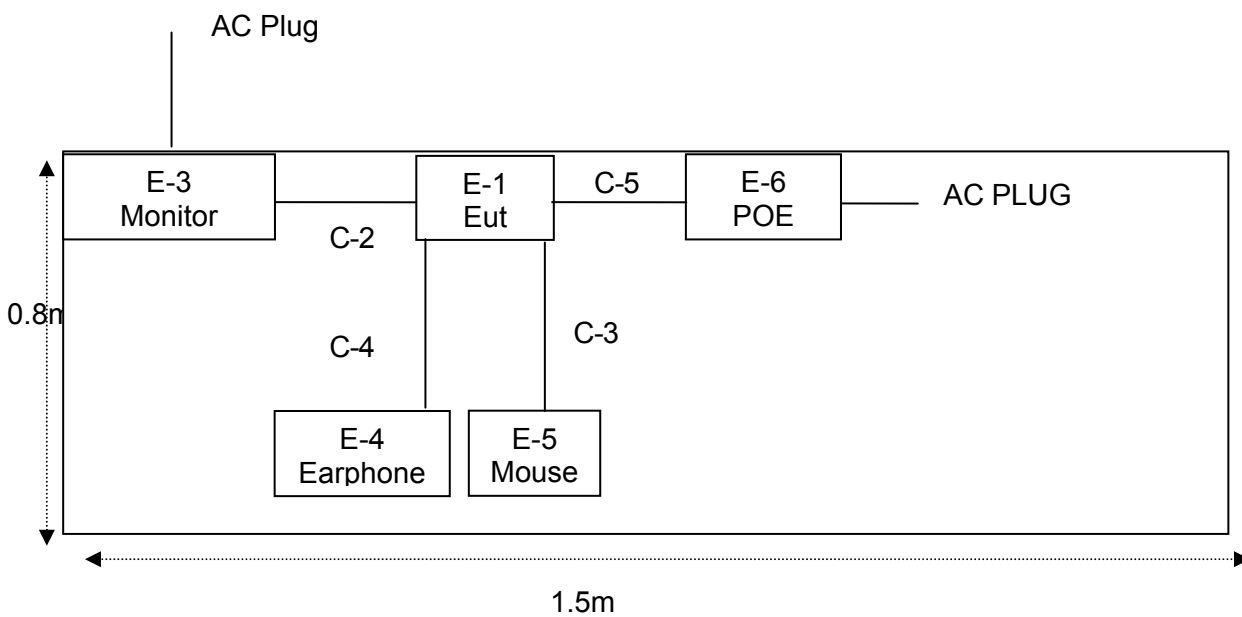 AC Plug
E-3
Monitor
E-1
Eut
C-5
E-6
POE
AC PLUG
C-2
0.8m
C-4
C-3
E-4
Earphone
E-5
Mouse
1.5m